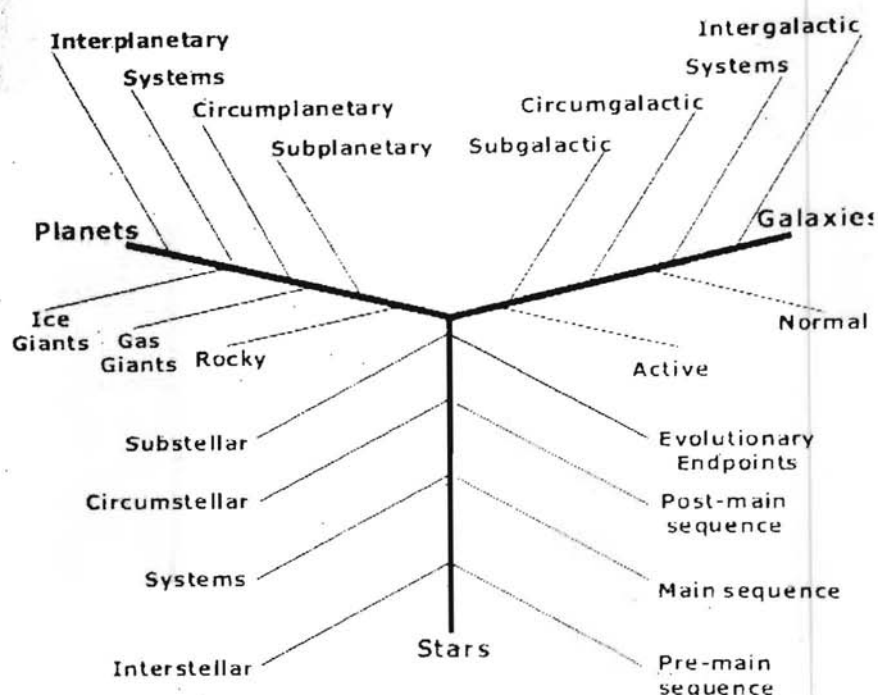 Interplanetary
Systems
Circumplanetary
Subplanetary
Intergalactic
Systems
Circumgalactic
Subgalactic
Planets
Galaxies
Ice
Giants
Gas
Giants
Rocky
Normal
Active
Substellar
Circumstellar
Systems
Interstellar
Evolutionary
Endpoints
Post-main
sequence
Main sequence
Pre-main
sequence
Stars